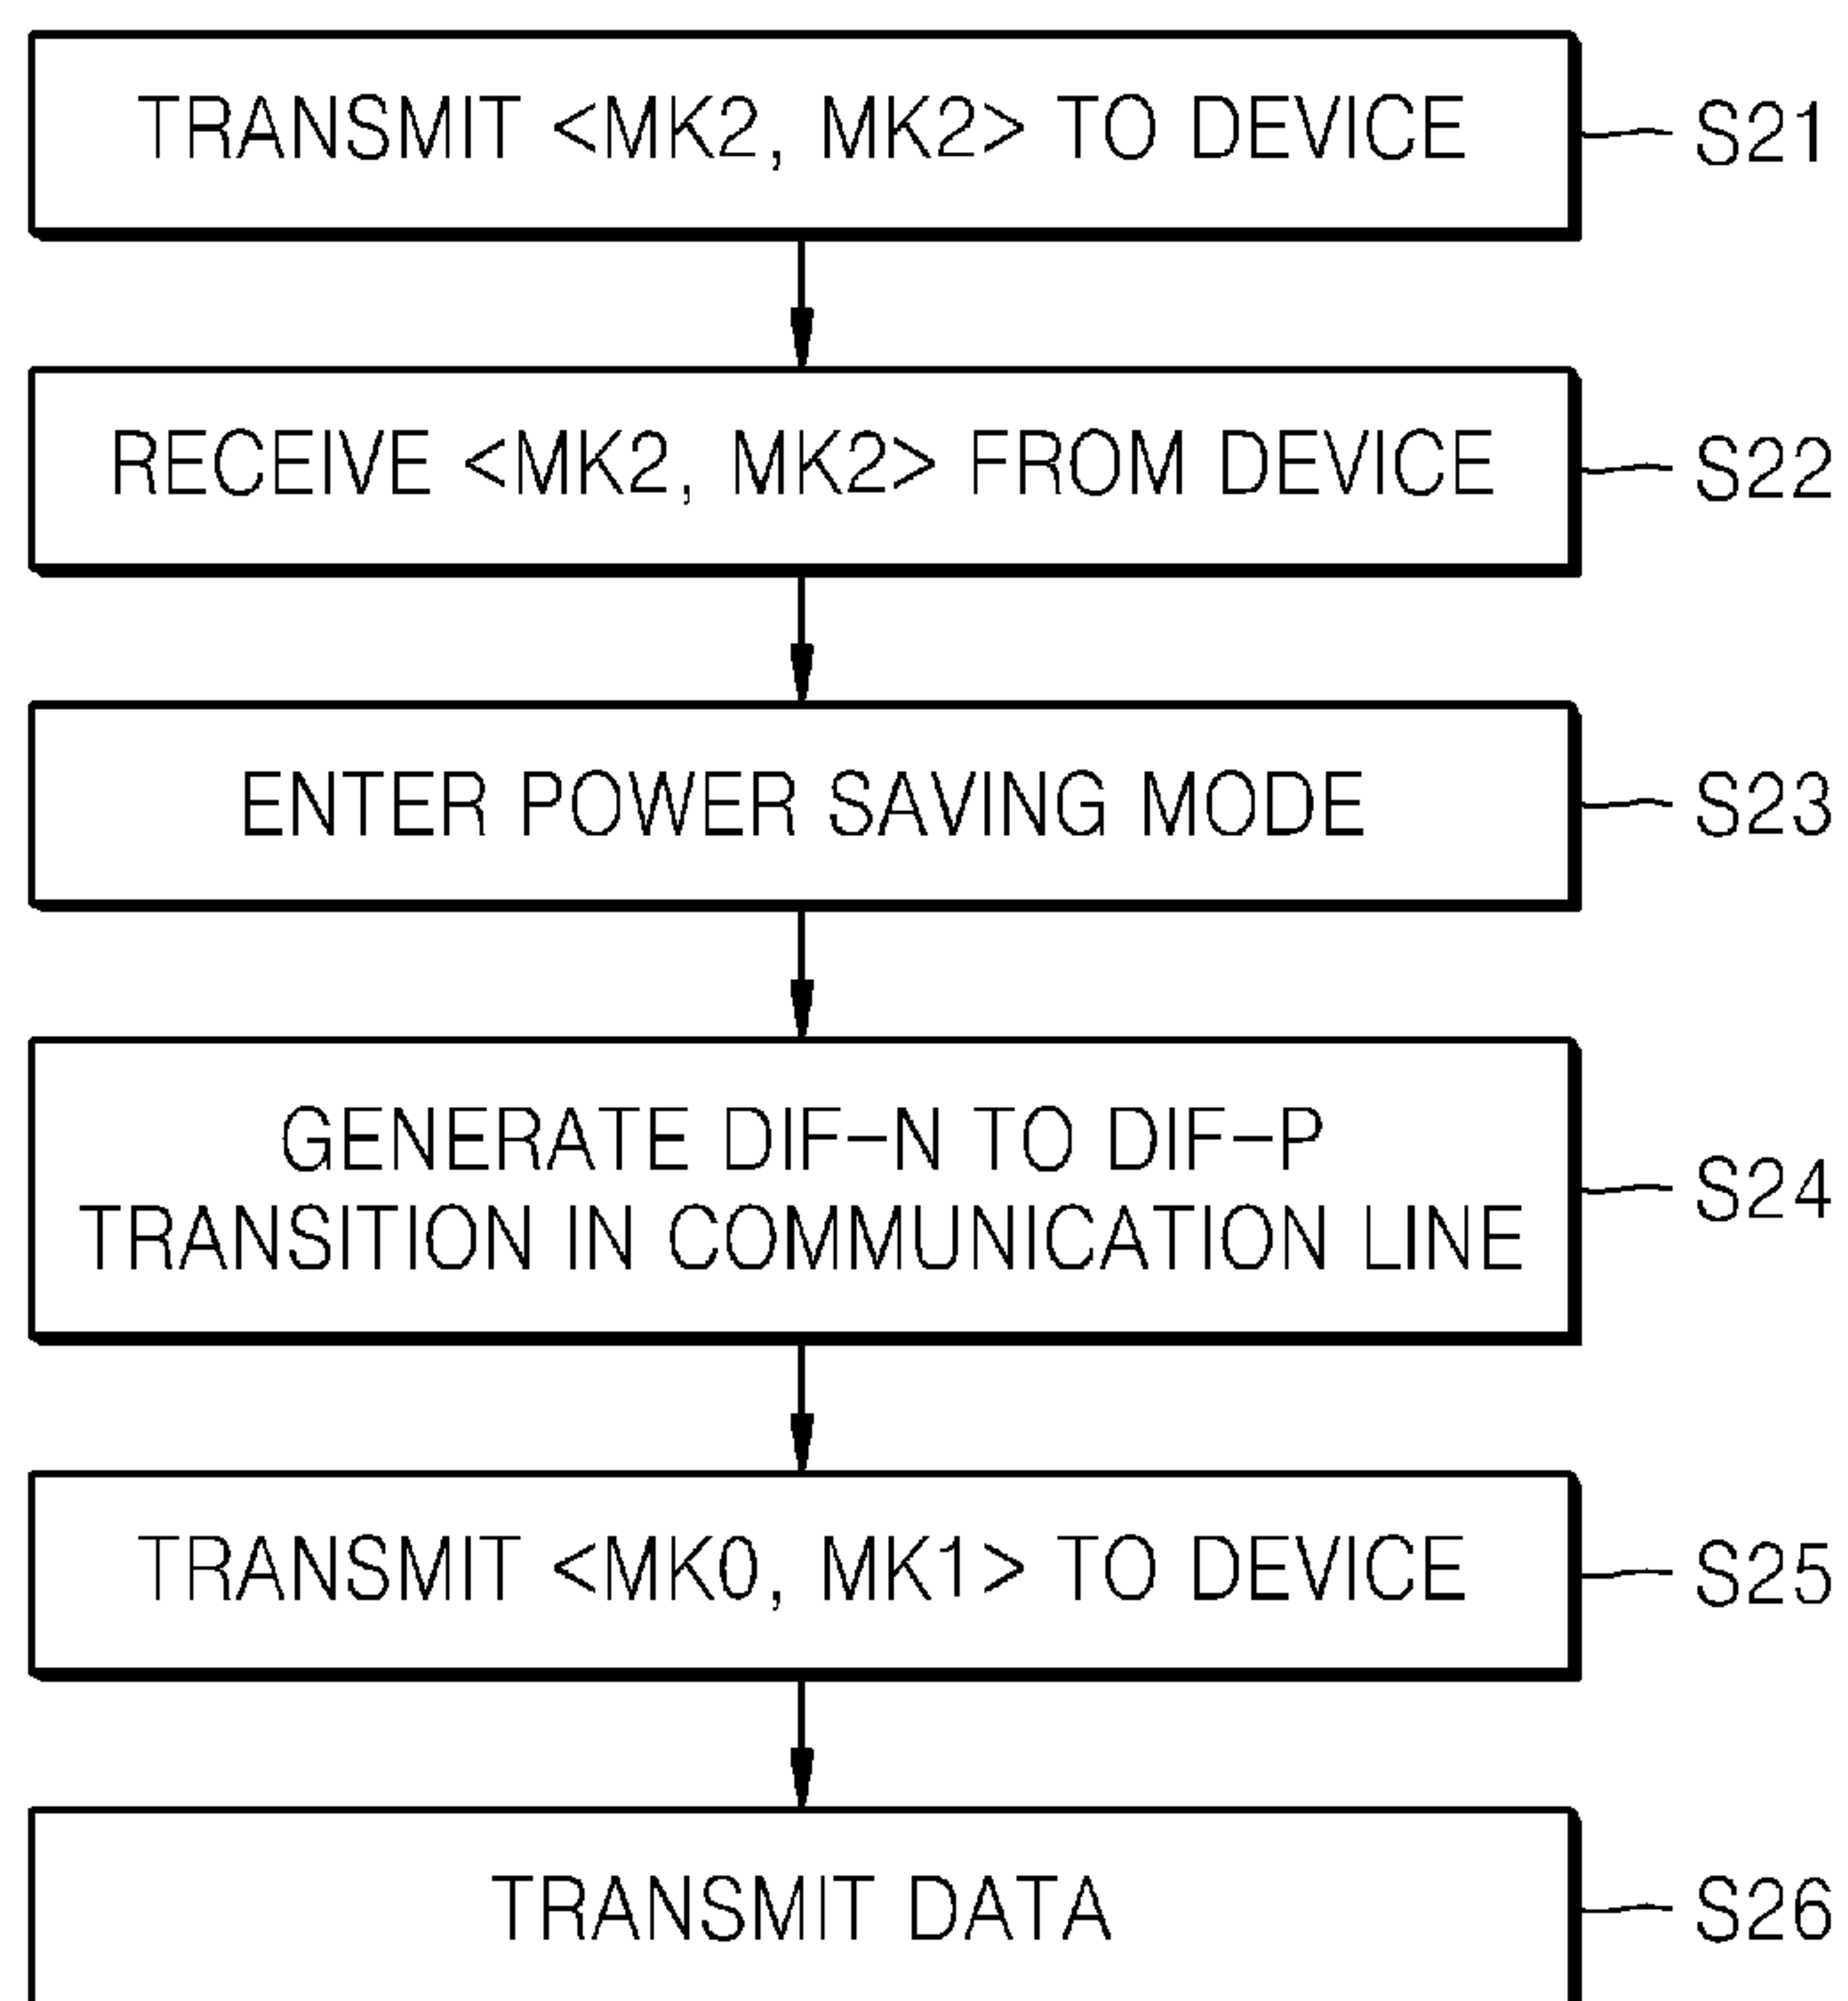 TRANSMIT <MK2, MK2> TO DEVICE
S21
RECEIVE <MK2, MK2> FROM DEVICE
S22
ENTER POWER SAVING MODE
S23
GENERATE DIF-N TO DIF-P
TRANSITION IN COMMUNICATION LINE
S24
TRANSMIT <MK0, MK1> TO DEVICE
S25
TRANSMIT DATA
S26